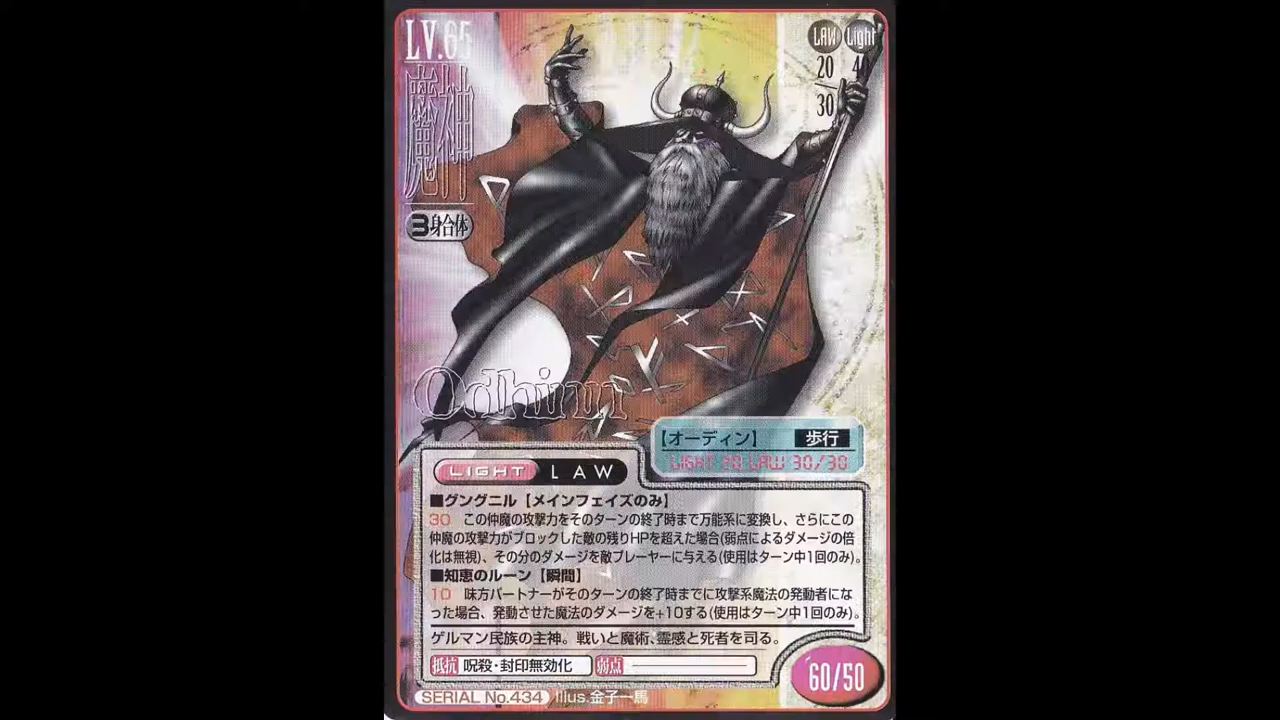 LV.65
LAW Light
20 40
30
魔神
3身合体
Odhinn
【オーディン】 歩行
LIGHT 20 LAW 30/30
LIGHT LAW
■グングニル【メインフェイズのみ】
30 この仲魔の攻撃力をそのターンの終了時まで万能系に変換し、さらにこの
仲魔の攻撃力がブロックした敵の残りHPを超えた場合(弱点によるダメージの倍
化は無視)、その分のダメージを敵プレーヤーに与える(使用はターン中1回のみ)。
■知恵のルーン【瞬間】
10 味方パートナーがそのターンの終了時までに攻撃系魔法の発動者にな
った場合、発動させた魔法のダメージを+10する(使用はターン中1回のみ)。
ゲルマン民族の主神。戦いと魔術、霊感と死者を司る。
抵抗 呪殺・封印無効化 弱点
60/50
SERIAL No.434 Illus.金子一馬